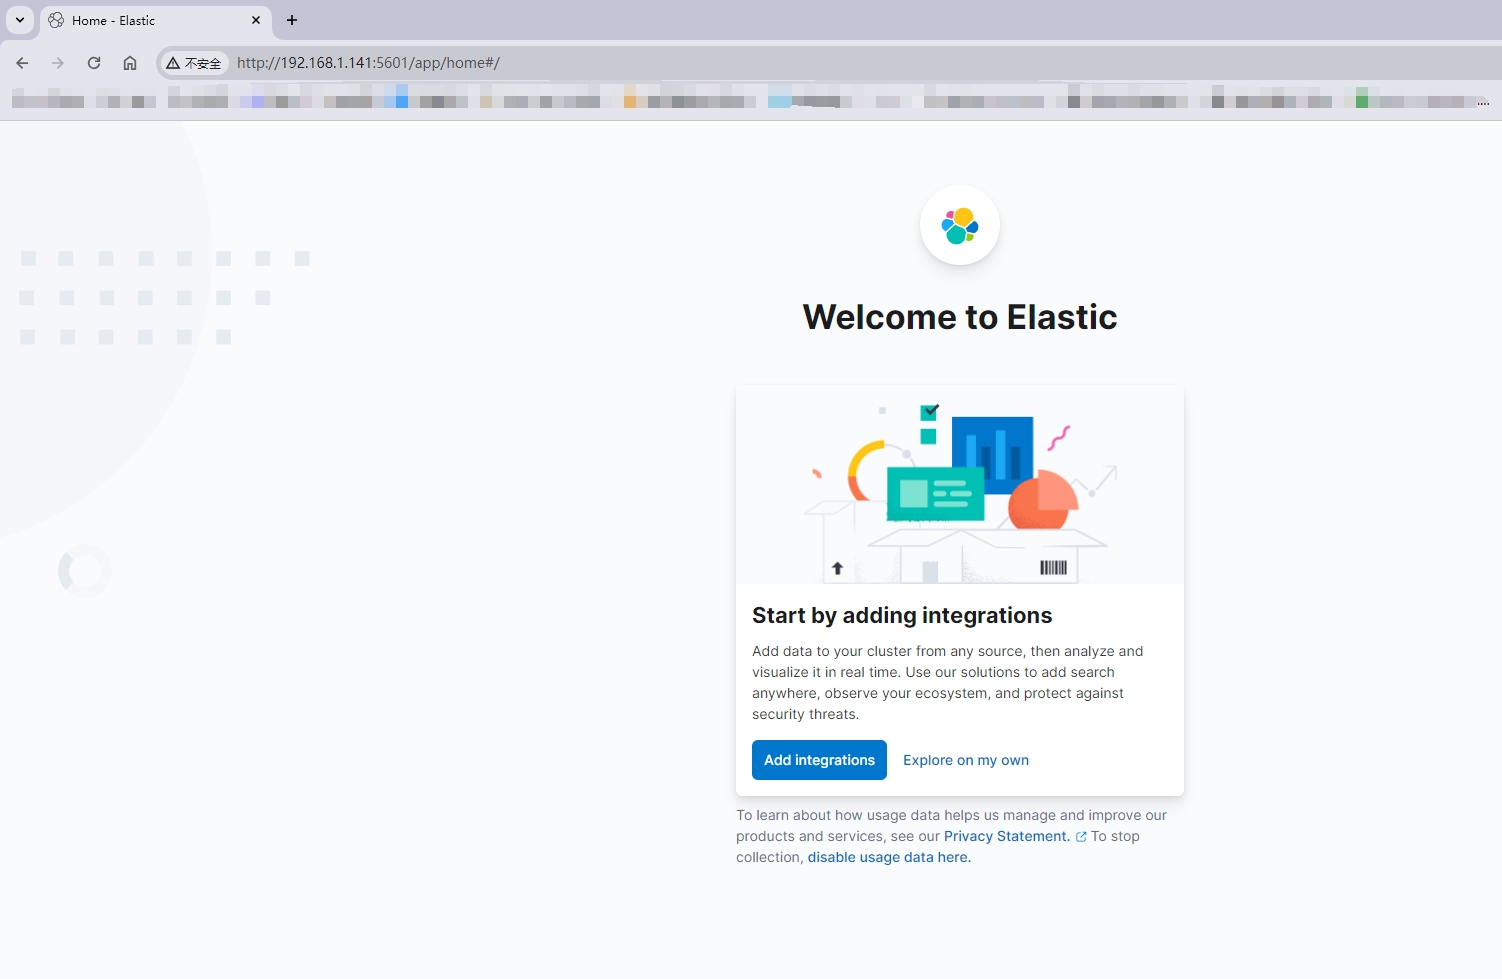 Home - Elastic
不安全 http://192.168.1.141:5601/app/home#/
Welcome to Elastic
Start by adding integrations
Add data to your cluster from any source, then analyze and
visualize it in real time. Use our solutions to add search
anywhere, observe your ecosystem, and protect against
security threats.
Add integrations Explore on my own
To learn about how usage data helps us manage and improve our
products and services, see our Privacy Statement. To stop
collection, disable usage data here.